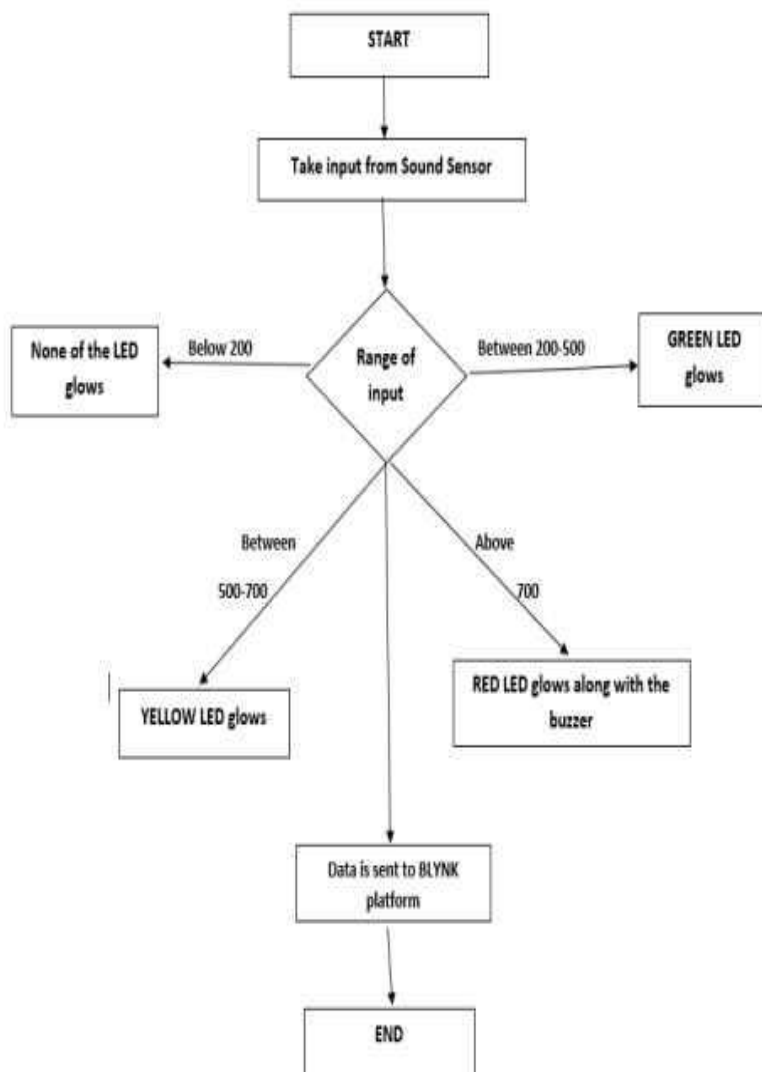 START
Take input from Sound Sensor
None of the LED
glows
Below 200
Range of
input
Between 200-500
GREEN LED
glows
Between
500-700
Above
700
YELLOW LED glows
RED LED glows along with the
buzzer
Data is sent to BLYNK
platform
END